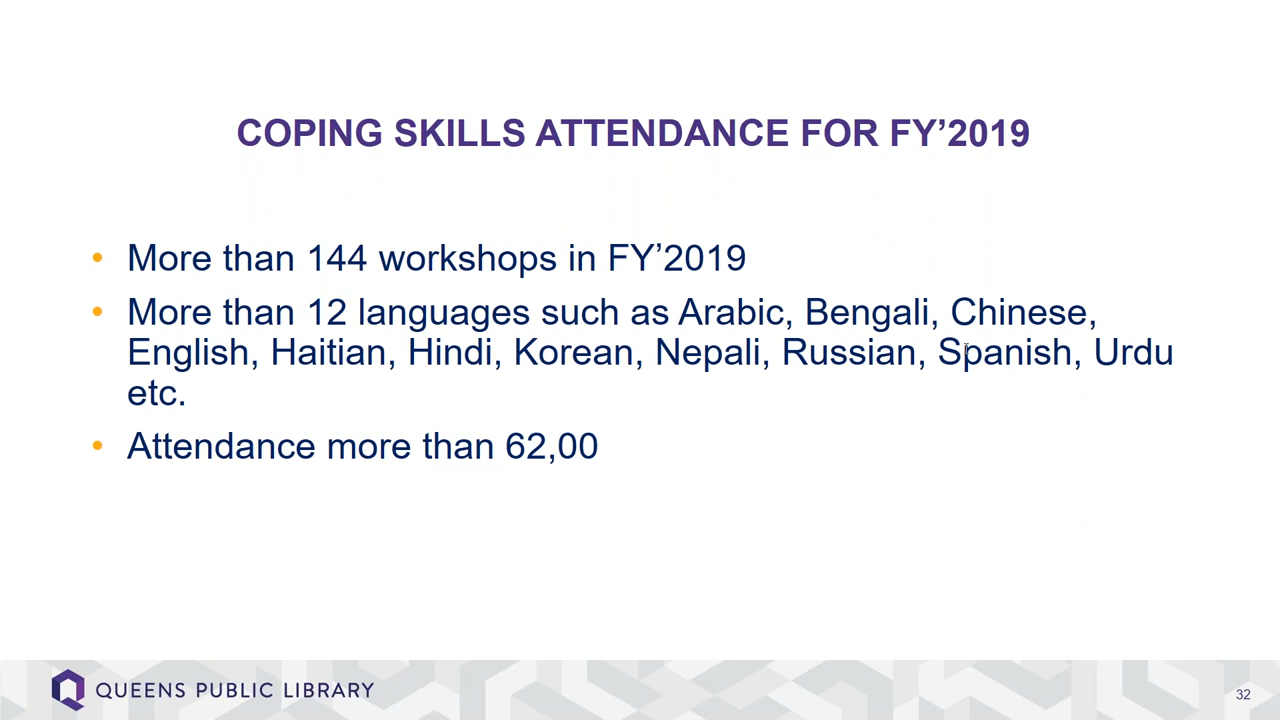 COPING SKILLS ATTENDANCE FOR FY’2019
• More than 144 workshops in FY’2019
• More than 12 languages such as Arabic, Bengali, Chinese,
English, Haitian, Hindi, Korean, Nepali, Russian, Spanish, Urdu
etc.
• Attendance more than 62,00
QUEENS PUBLIC LIBRARY
32